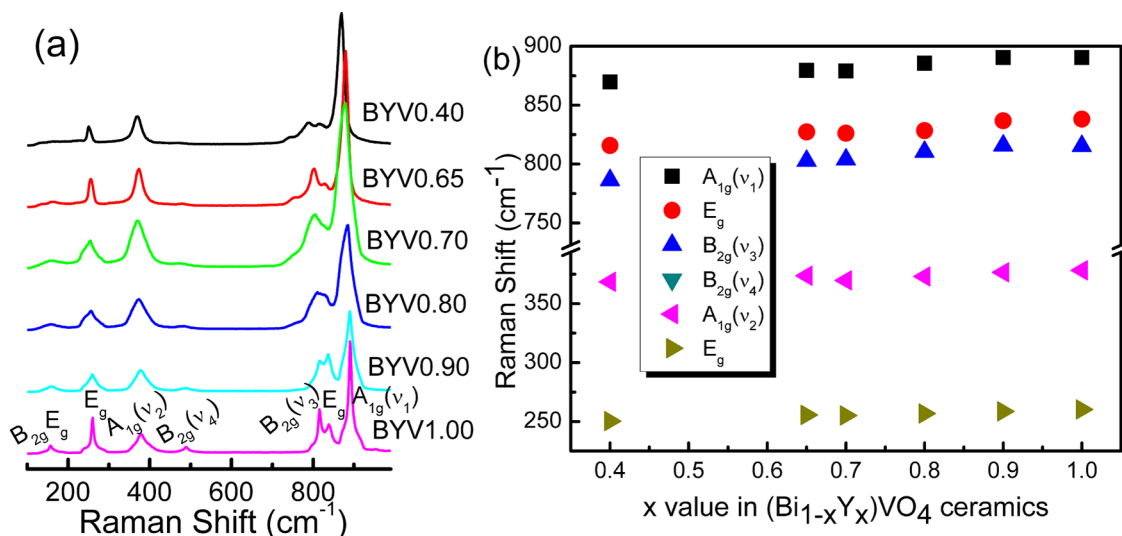 (a)
BYV0.40
BYV0.65
BYV0.70
BYV0.80
BYV0.90
BYV1.00
B2g
Eg
Eg
A1g(ν2)
B2g(ν4)
B2g(ν3)
Eg
A1g(ν1)
200 400 600 800
Raman Shift (cm-1)
(b)
900
850
800
750
350
300
250
Raman Shift (cm-1)
A1g(ν1)
Eg
B2g(ν3)
B2g(ν4)
A1g(ν2)
Eg
0.4 0.5 0.6 0.7 0.8 0.9 1.0
x value in (Bi1-xYx)VO4 ceramics